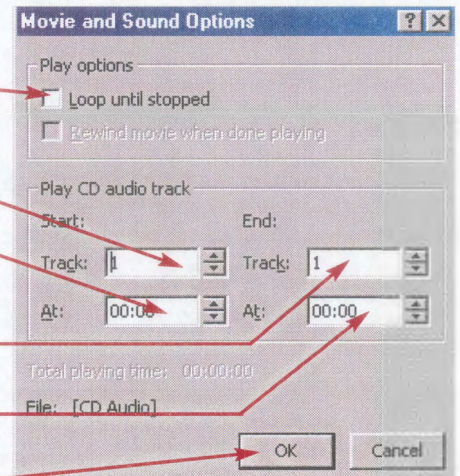 Movie and Sound Options
Play options
Loop until stopped
Rewind movie when done playing
Play CD audio track
Start: End:
Track: 1 Track: 1
At: 00:00 At: 00:00
Total playing time: 00:00:00
File: [CD Audio]
OK Cancel